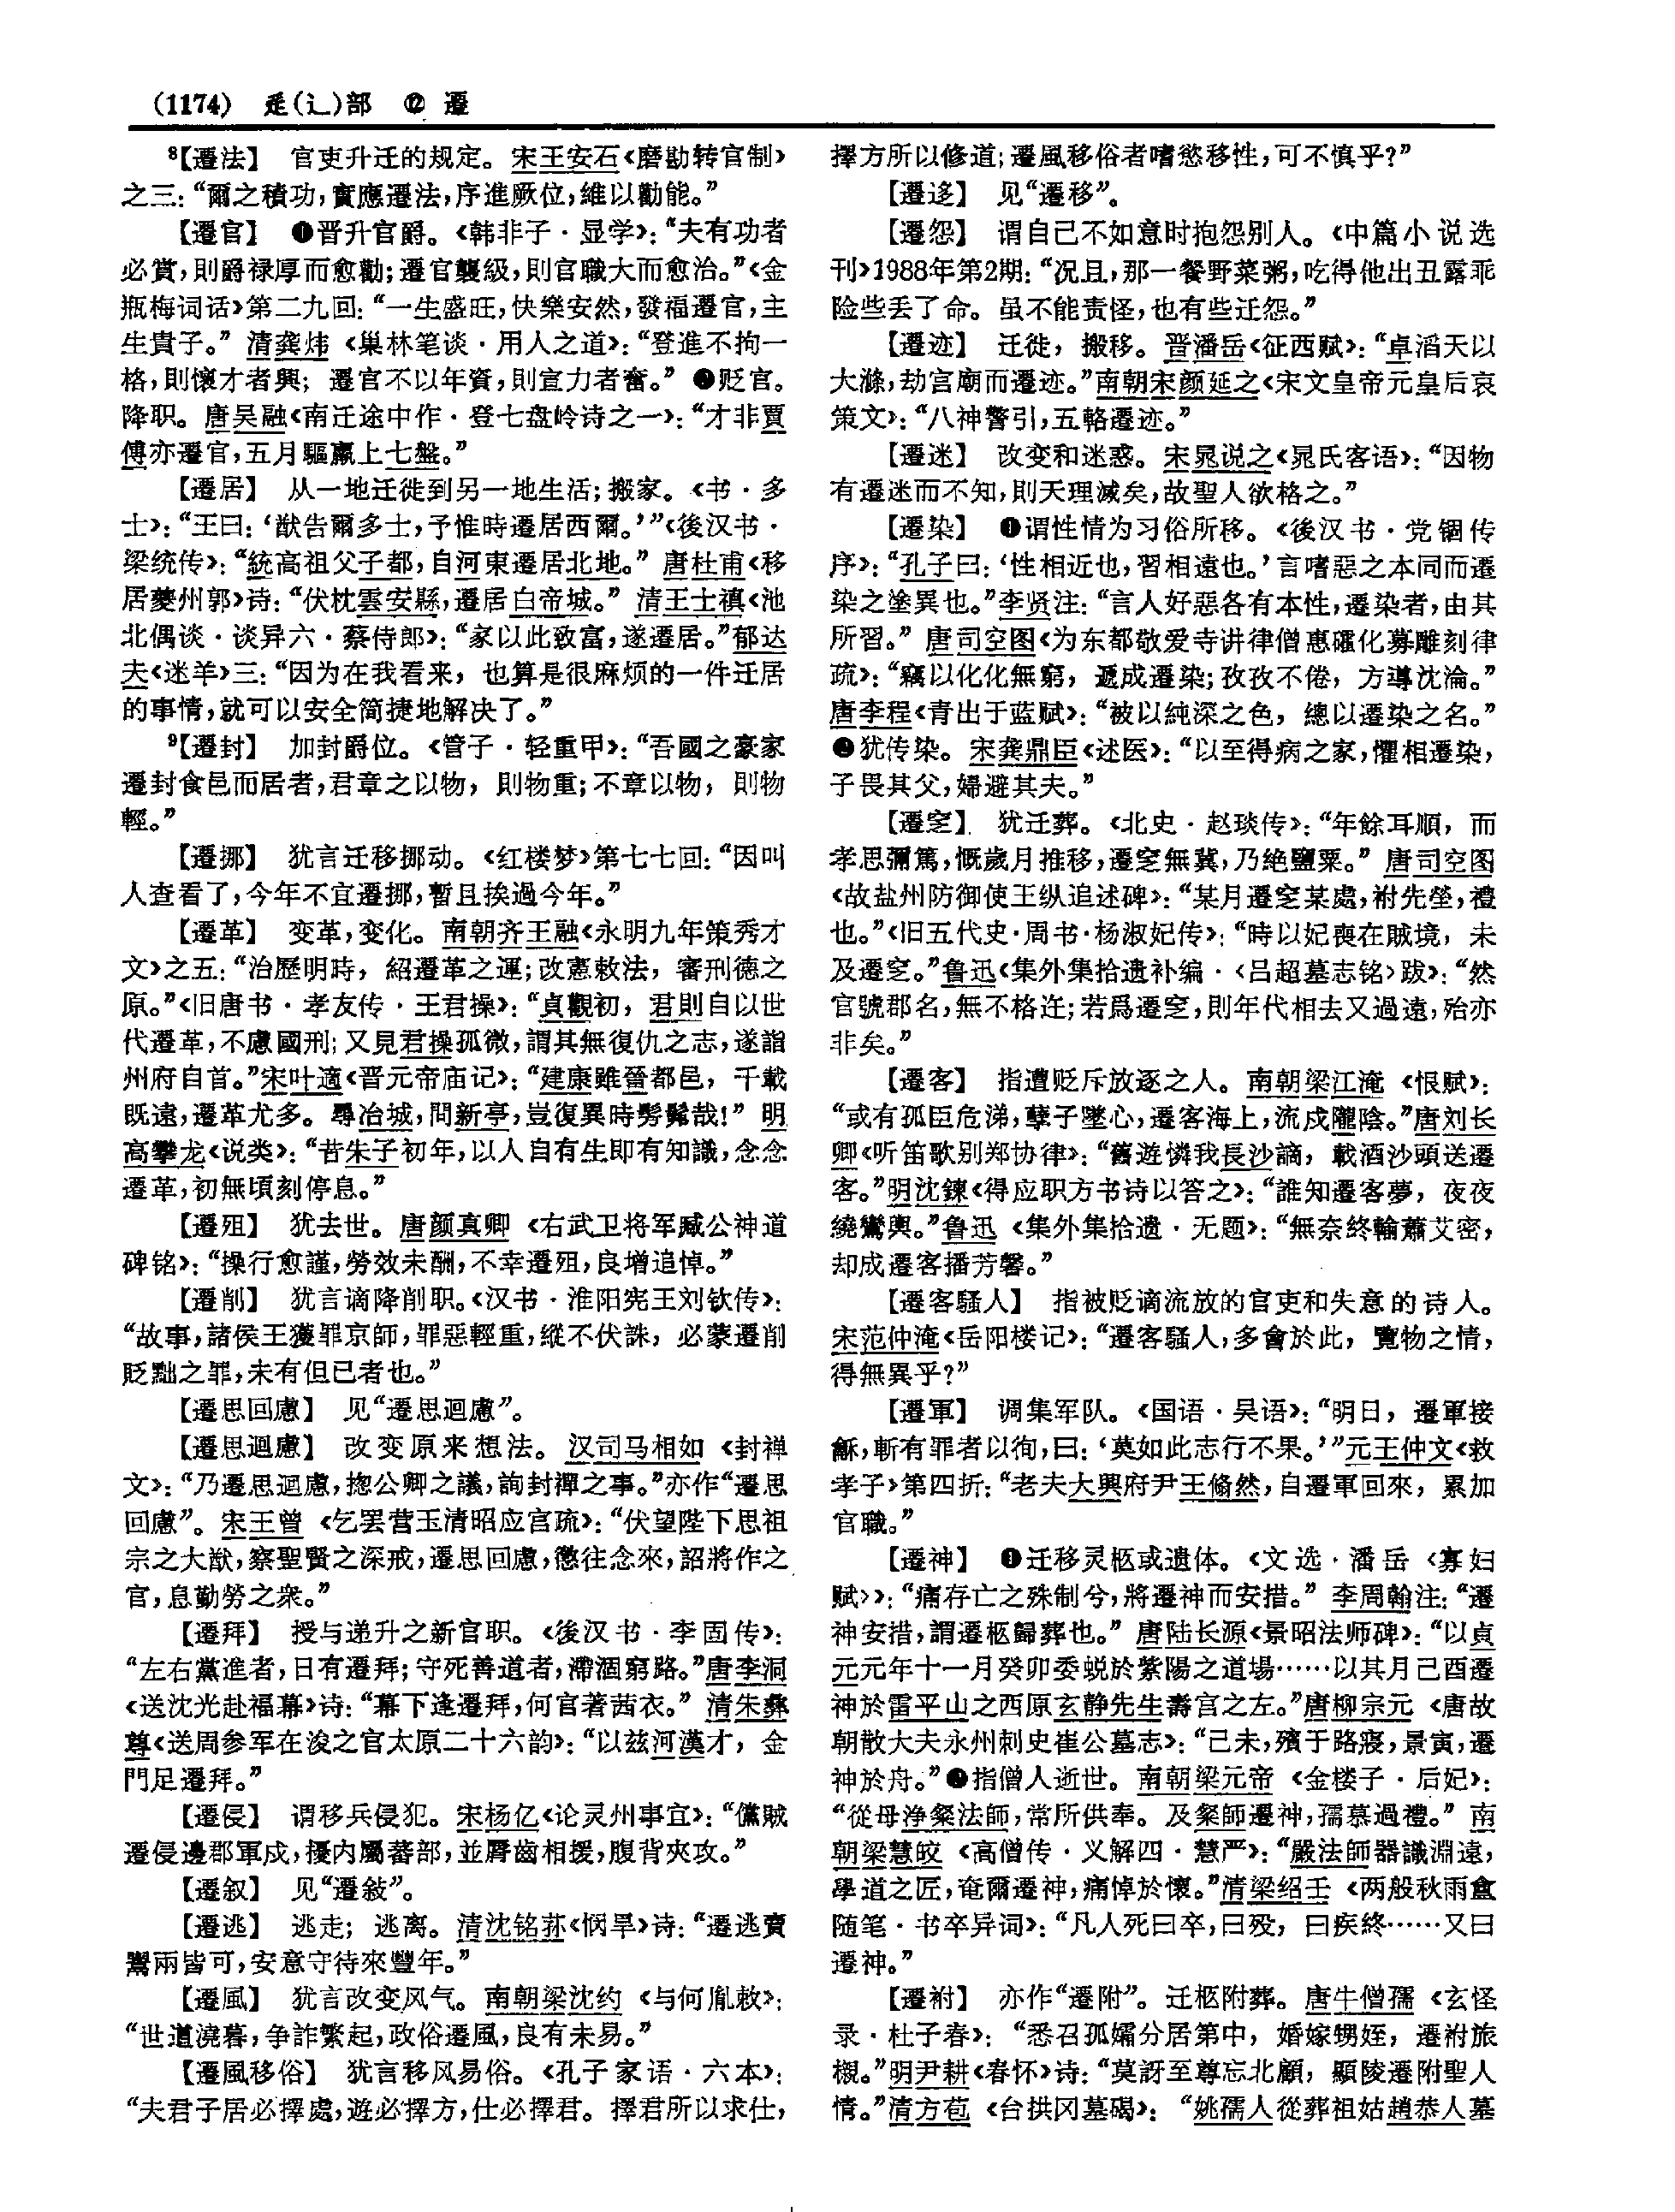 (1174) 辵(辶)部 ⑫ 遷
⁸【遷法】 官吏升迁的规定。宋王安石《磨勘转官制》
之三：“爾之積功，實應遷法，序進厥位，維以勸能。”
【遷官】 ❶晋升官爵。《韩非子·显学》：“夫有功者
必賞，則爵禄厚而愈勸；遷官襲級，則官職大而愈治。”《金
瓶梅词话》第二九回：“一生盛旺，快樂安然，發福遷官，主
生貴子。”清龚炜《巢林笔谈·用人之道》：“登進不拘一
格，則懷才者興；遷官不以年資，則宣力者奮。”❷贬官。
降职。唐吴融《南迁途中作·登七盘岭诗之一》：“才非賈
傅亦遷官，五月驅羸上七盤。”
【遷居】 从一地迁徙到另一地生活；搬家。《书·多
士》：“王曰：‘猷告爾多士，予惟時遷居西爾。’”《後汉书·
梁统传》：“統高祖父子都，自河東遷居北地。”唐杜甫《移
居夔州郭》诗：“伏枕雲安縣，遷居白帝城。”清王士禛《池
北偶谈·谈异六·蔡侍郎》：“家以此致富，遂遷居。”郁达
夫《迷羊》三：“因为在我看来，也算是很麻烦的一件迁居
的事情，就可以安全简捷地解决了。”
⁹【遷封】 加封爵位。《管子·轻重甲》：“吾國之豪家
遷封食邑而居者，君章之以物，則物重；不章以物，則物
輕。”
【遷挪】 犹言迁移挪动。《红楼梦》第七七回：“因叫
人查看了，今年不宜遷挪，暫且挨過今年。”
【遷革】 变革，变化。南朝齐王融《永明九年策秀才
文》之五：“治歷明時，紹遷革之運；改憲敕法，審刑德之
原。”《旧唐书·孝友传·王君操》：“貞觀初，君則自以世
代遷革，不慮國刑；又見君操孤微，謂其無復仇之志，遂詣
州府自首。”宋叶適《晋元帝庙记》：“建康雖晉都邑，千載
既遠，遷革尤多。尋冶城，問新亭，豈復異時髣髴哉！”明
高攀龙《说类》：“昔朱子初年，以人自有生即有知識，念念
遷革，初無頃刻停息。”
【遷殂】 犹去世。唐颜真卿《右武卫将军臧公神道
碑铭》：“操行愈謹，勞效未酬，不幸遷殂，良增追悼。”
【遷削】 犹言谪降削职。《汉书·淮阳宪王刘钦传》：
“故事，諸侯王獲罪京師，罪惡輕重，縱不伏誅，必蒙遷削
貶黜之罪，未有但已者也。”
【遷思回慮】 见“遷思迴慮”。
【遷思迴慮】 改变原来想法。汉司马相如《封禅
文》：“乃遷思迴慮，揔公卿之議，詢封禪之事。”亦作“遷思
回慮”。宋王曾《乞罢营玉清昭应宫疏》：“伏望陛下思祖
宗之大猷，察聖賢之深戒，遷思回慮，懲往念來，詔將作之
官，息勤勞之衆。”
【遷拜】 授与递升之新官职。《後汉书·李固传》：
“左右黨進者，日有遷拜；守死善道者，滯涸窮路。”唐李洞
《送沈光赴福幕》诗：“幕下逢遷拜，何官著茜衣。”清朱彝
尊《送周参军在浚之官太原二十六韵》：“以兹河漢才，金
門足遷拜。”
【遷侵】 谓移兵侵犯。宋杨亿《论灵州事宜》：“儻賊
遷侵邊郡軍戍，擾内屬蕃部，並脣齒相援，腹背夾攻。”
【遷叙】 见“遷敍”。
【遷逃】 逃走；逃离。清沈铭荪《悯旱》诗：“遷逃賣
鬻兩皆可，安意守待來豐年。”
【遷風】 犹言改变风气。南朝梁沈约《与何胤敕》：
“世道澆暮，争詐繁起，政俗遷風，良有未易。”
【遷風移俗】 犹言移风易俗。《孔子家语·六本》：
“夫君子居必擇處，遊必擇方，仕必擇君。擇君所以求仕，
擇方所以修道；遷風移俗者嗜慾移性，可不慎乎？”
【遷迻】 见“遷移”。
【遷怨】 谓自己不如意时抱怨别人。《中篇小说选
刊》1988年第2期：“况且，那一餐野菜粥，吃得他出丑露乖
险些丢了命。虽不能责怪，也有些迁怨。”
【遷迹】 迁徙，搬移。晋潘岳《征西赋》：“卓滔天以
大滌，劫宫廟而遷迹。”南朝宋颜延之《宋文皇帝元皇后哀
策文》：“八神警引，五輅遷迹。”
【遷迷】 改变和迷惑。宋晁说之《晁氏客语》：“因物
有遷迷而不知，則天理滅矣，故聖人欲格之。”
【遷染】 ❶谓性情为习俗所移。《後汉书·党锢传
序》：“孔子曰：‘性相近也，習相遠也。’言嗜惡之本同而遷
染之塗異也。”李贤注：“言人好惡各有本性，遷染者，由其
所習。”唐司空图《为东都敬爱寺讲律僧惠䃮化募雕刻律
疏》：“竊以化化無窮，遞成遷染；孜孜不倦，方導沈淪。”
唐李程《青出于蓝赋》：“被以純深之色，總以遷染之名。”
❷犹传染。宋龚鼎臣《述医》：“以至得病之家，懼相遷染，
子畏其父，婦避其夫。”
【遷窆】 犹迁葬。《北史·赵琰传》：“年餘耳順，而
孝思彌篤，慨歲月推移，遷窆無冀，乃絶鹽粟。”唐司空图
《故盐州防御使王纵追述碑》：“某月遷窆某處，祔先塋，禮
也。”《旧五代史·周书·杨淑妃传》：“時以妃喪在賊境，未
及遷窆。”鲁迅《集外集拾遗补编·〈吕超墓志铭〉跋》：“然
官號郡名，無不格迕；若爲遷窆，則年代相去又過遠，殆亦
非矣。”
【遷客】 指遭贬斥放逐之人。南朝梁江淹《恨赋》：
“或有孤臣危涕，孽子墜心，遷客海上，流戍隴陰。”唐刘长
卿《听笛歌别郑协律》：“舊遊憐我長沙謫，載酒沙頭送遷
客。”明沈鍊《得应职方书诗以答之》：“誰知遷客夢，夜夜
繞鸞輿。”鲁迅《集外集拾遗·无题》：“無奈終輸蕭艾密，
却成遷客播芳馨。”
【遷客騷人】 指被贬谪流放的官吏和失意的诗人。
宋范仲淹《岳阳楼记》：“遷客騷人，多會於此，覽物之情，
得無異乎？”
【遷軍】 调集军队。《国语·吴语》：“明日，遷軍接
龢，斬有罪者以徇，曰：‘莫如此志行不果。’”元王仲文《救
孝子》第四折：“老夫大興府尹王翛然，自遷軍回來，累加
官職。”
【遷神】 ❶迁移灵柩或遗体。《文选·潘岳〈寡妇
赋〉》：“痛存亡之殊制兮，將遷神而安措。”李周翰注：“遷
神安措，謂遷柩歸葬也。”唐陆长源《景昭法师碑》：“以貞
元元年十一月癸卯委蜕於紫陽之道場……以其月己酉遷
神於雷平山之西原玄静先生壽宫之左。”唐柳宗元《唐故
朝散大夫永州刺史崔公墓志》：“己未，殯于路寢，景寅，遷
神於舟。”❷指僧人逝世。南朝梁元帝《金楼子·后妃》：
“從母净粲法師，常所供奉。及粲師遷神，孺慕過禮。”南
朝梁慧皎《高僧传·义解四·慧严》：“嚴法師器識淵遠，
學道之匠，奄爾遷神，痛悼於懷。”清梁绍壬《两般秋雨盦
随笔·书卒异词》：“凡人死曰卒，曰殁，曰疾終……又曰
遷神。”
【遷祔】 亦作“遷附”。迁柩附葬。唐牛僧孺《玄怪
录·杜子春》：“悉召孤孀分居第中，婚嫁甥姪，遷祔旅
櫬。”明尹耕《春怀》诗：“莫訝至尊忘北顧，顯陵遷附聖人
情。”清方苞《台拱冈墓碣》：“姚孺人從葬祖姑趙恭人墓